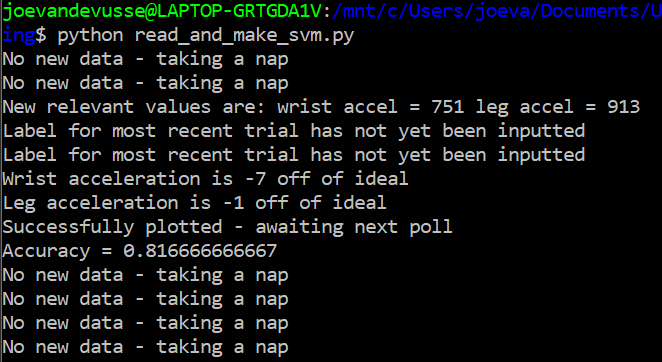 joevandevusse@LAPTOP-GRTGDA1V:/mnt/c/Users/joeva/Documents/U
ing$ python read_and_make_svm.py
No new data - taking a nap
No new data - taking a nap
New relevant values are: wrist accel = 751 leg accel = 913
Label for most recent trial has not yet been inputted
Label for most recent trial has not yet been inputted
Wrist acceleration is -7 off of ideal
Leg acceleration is -1 off of ideal
Successfully plotted - awaiting next poll
Accuracy = 0.816666666667
No new data - taking a nap
No new data - taking a nap
No new data - taking a nap
No new data - taking a nap